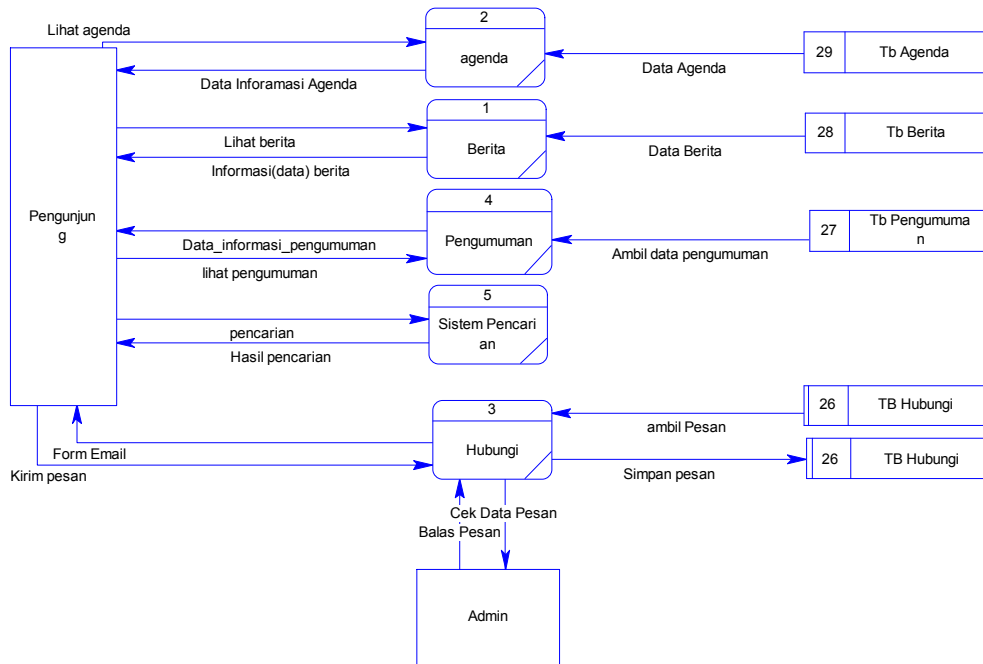 Lihat agenda
2
agenda
29
Tb Agenda
Data Agenda
Data Inforamasi Agenda
1
Berita
28
Tb Berita
Lihat berita
Data Berita
Informasi(data) berita
4
Pengumuman
27
Tb Pengumuma
n
Pengunjun
g
Data_informasi_pengumuman
Ambil data pengumuman
lihat pengumuman
5
Sistem Pencari
an
pencarian
Hasil pencarian
3
Hubungi
26
TB Hubungi
ambil Pesan
26
TB Hubungi
Form Email
Kirim pesan
Simpan pesan
Cek Data Pesan
Balas Pesan
Admin